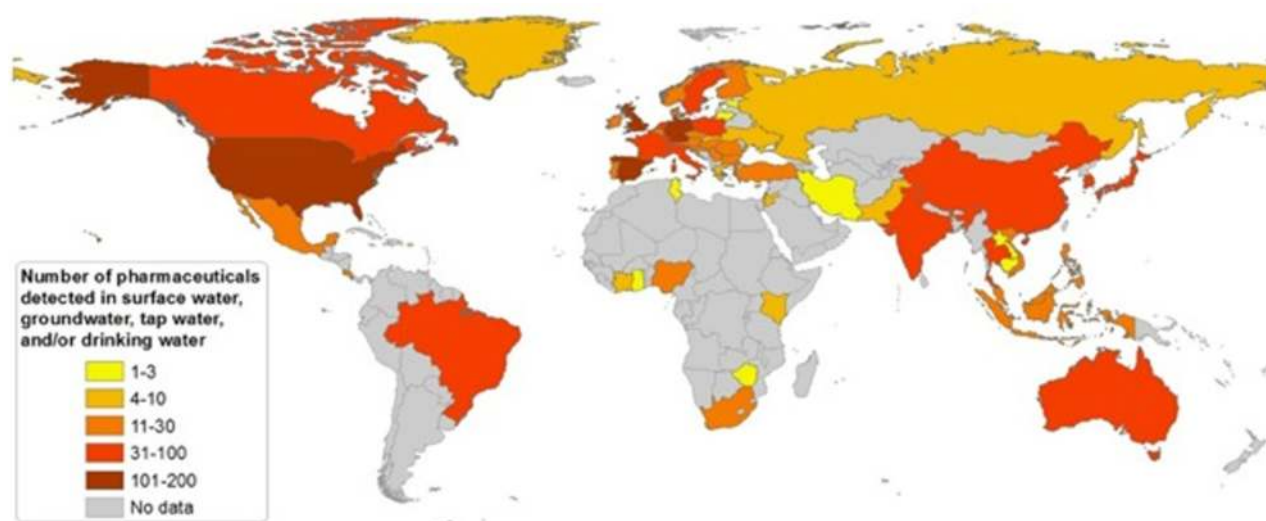 Number of pharmaceuticals
detected in surface water,
groundwater, tap water,
and/or drinking water
1-3
4-10
11-30
31-100
101-200
No data